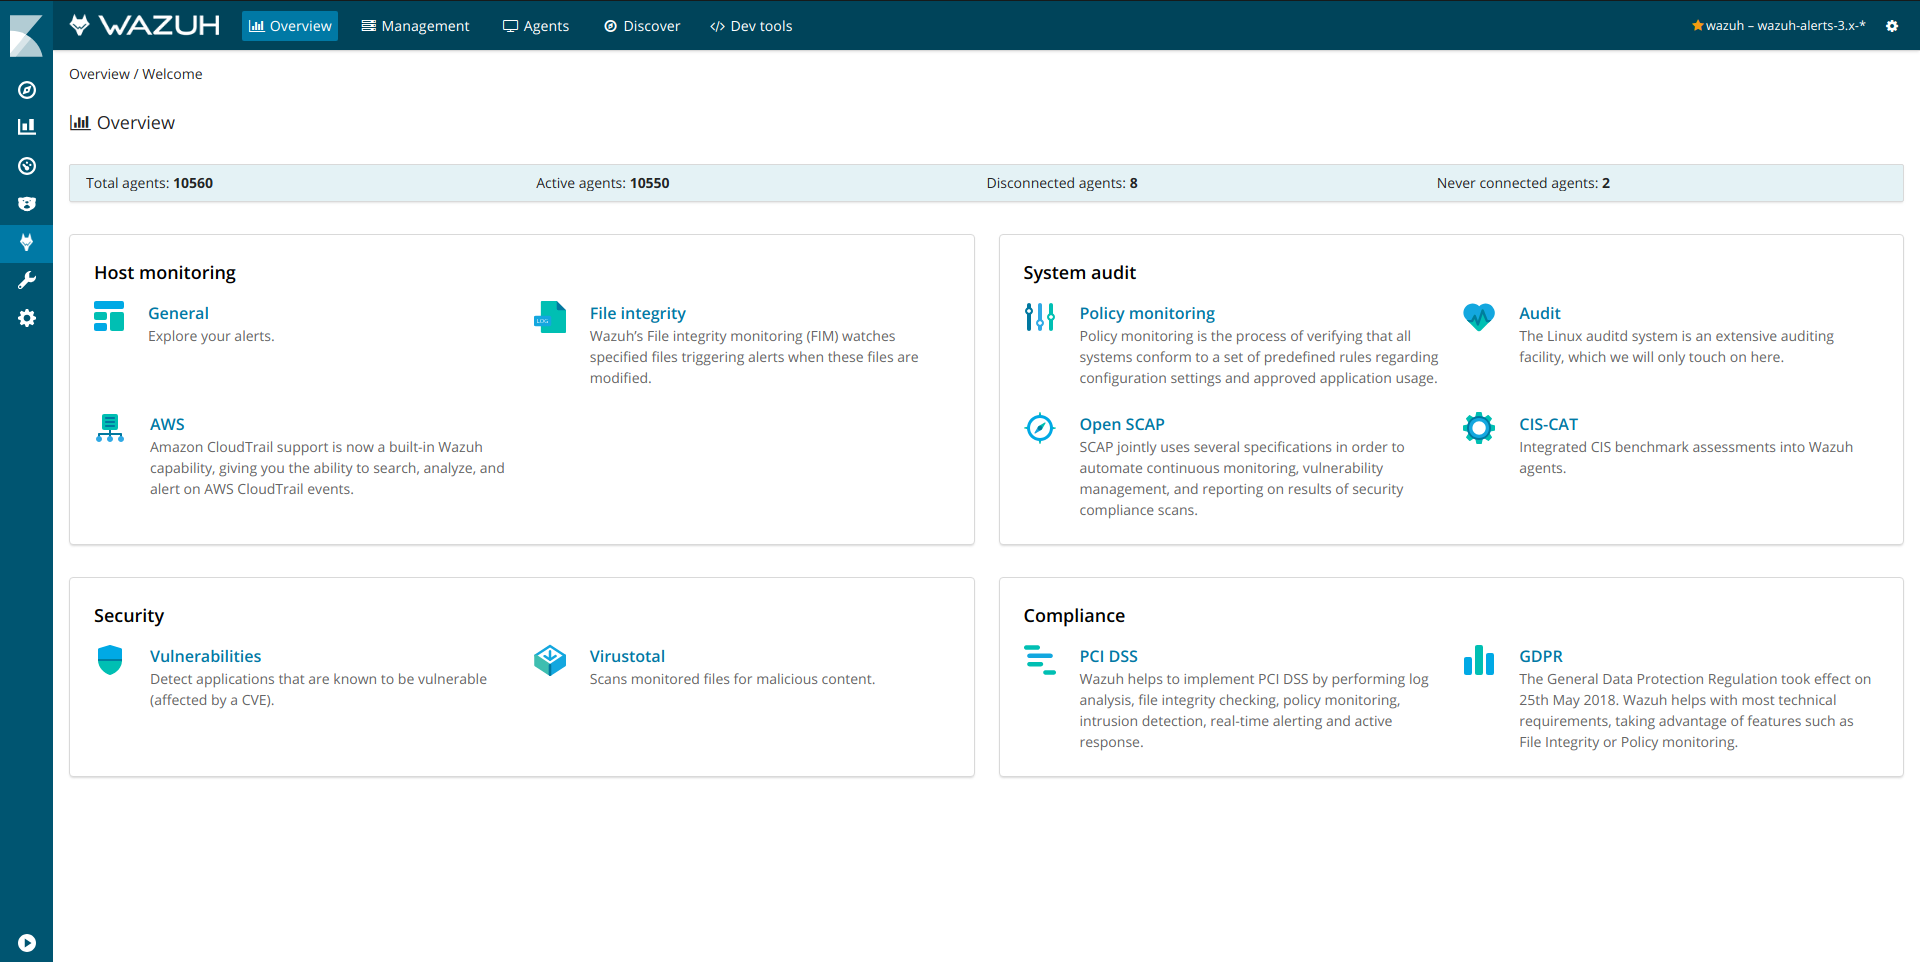 WAZUH Overview Management Agents Discover </> Dev tools wazuh – wazuh-alerts-3.x-*
Overview / Welcome
Overview
Total agents: 10560 Active agents: 10550 Disconnected agents: 8 Never connected agents: 2
Host monitoring
General
Explore your alerts.
LOG
File integrity
Wazuh’s File integrity monitoring (FIM) watches
specified files triggering alerts when these files are
modified.
AWS
Amazon CloudTrail support is now a built-in Wazuh
capability, giving you the ability to search, analyze, and
alert on AWS CloudTrail events.
System audit
Policy monitoring
Policy monitoring is the process of verifying that all
systems conform to a set of predefined rules regarding
configuration settings and approved application usage.
Audit
The Linux auditd system is an extensive auditing
facility, which we will only touch on here.
Open SCAP
SCAP jointly uses several specifications in order to
automate continuous monitoring, vulnerability
management, and reporting on results of security
compliance scans.
CIS-CAT
Integrated CIS benchmark assessments into Wazuh
agents.
Security
Vulnerabilities
Detect applications that are known to be vulnerable
(affected by a CVE).
Virustotal
Scans monitored files for malicious content.
Compliance
PCI DSS
Wazuh helps to implement PCI DSS by performing log
analysis, file integrity checking, policy monitoring,
intrusion detection, real-time alerting and active
response.
GDPR
The General Data Protection Regulation took effect on
25th May 2018. Wazuh helps with most technical
requirements, taking advantage of features such as
File Integrity or Policy monitoring.